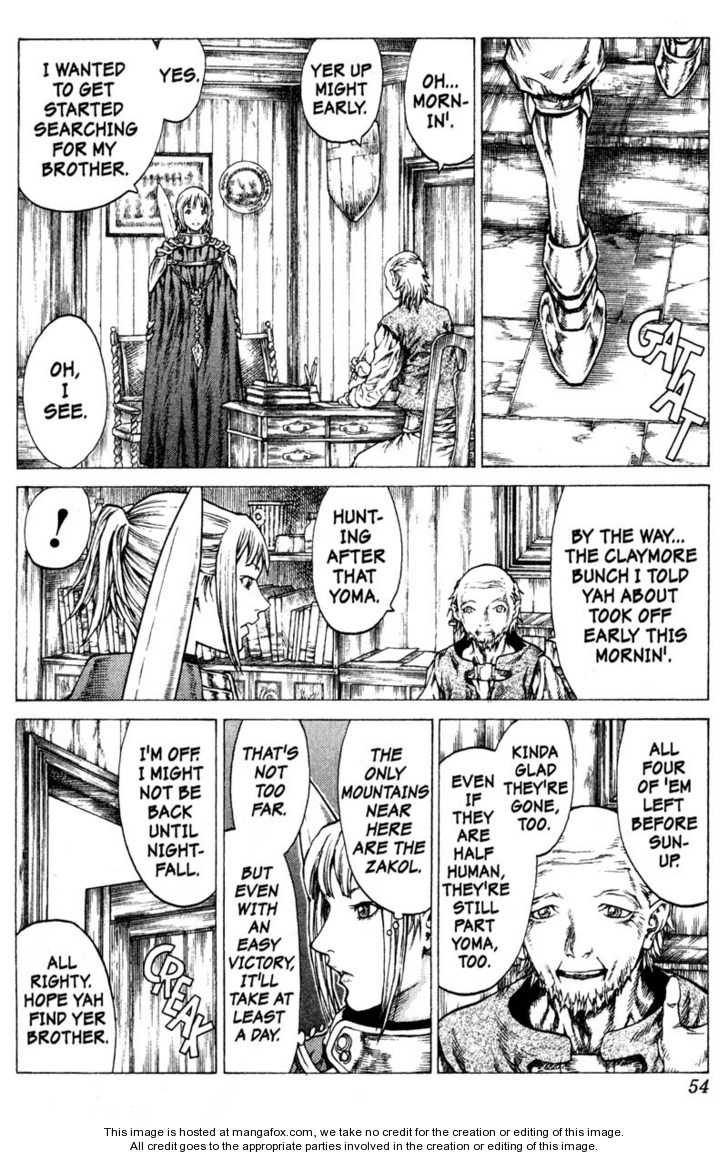 OH...
MORN-
IN'.
YER UP
MIGHT
EARLY.
YES.
I WANTED
TO GET
STARTED
SEARCHING
FOR MY
BROTHER.
OH,
I
SEE.
GATAT
BY THE WAY...
THE CLAYMORE
BUNCH I TOLD
YAH ABOUT
TOOK OFF
EARLY THIS
MORNIN'.
HUNT-
ING
AFTER
THAT
YOMA.
!
ALL
FOUR
OF 'EM
LEFT
BEFORE
SUN-
UP.
KINDA
GLAD
THEY'RE
GONE,
TOO.
EVEN
IF
THEY
ARE
HALF
HUMAN,
THEY'RE
STILL
PART
YOMA,
TOO.
THE
ONLY
MOUNTAINS
NEAR
HERE
ARE THE
ZAKOL.
THAT'S
NOT
TOO
FAR.
BUT
EVEN
WITH
AN
EASY
VICTORY,
IT'LL
TAKE AT
LEAST
A DAY.
I'M OFF.
I MIGHT
NOT BE
BACK
UNTIL
NIGHT-
FALL.
CREAK
ALL
RIGHTY.
HOPE YAH
FIND YER
BROTHER.
54
This image is hosted at mangafox.com, we take no credit for the creation or editing of this image.
All credit goes to the appropriate parties involved in the creation or editing of this image.